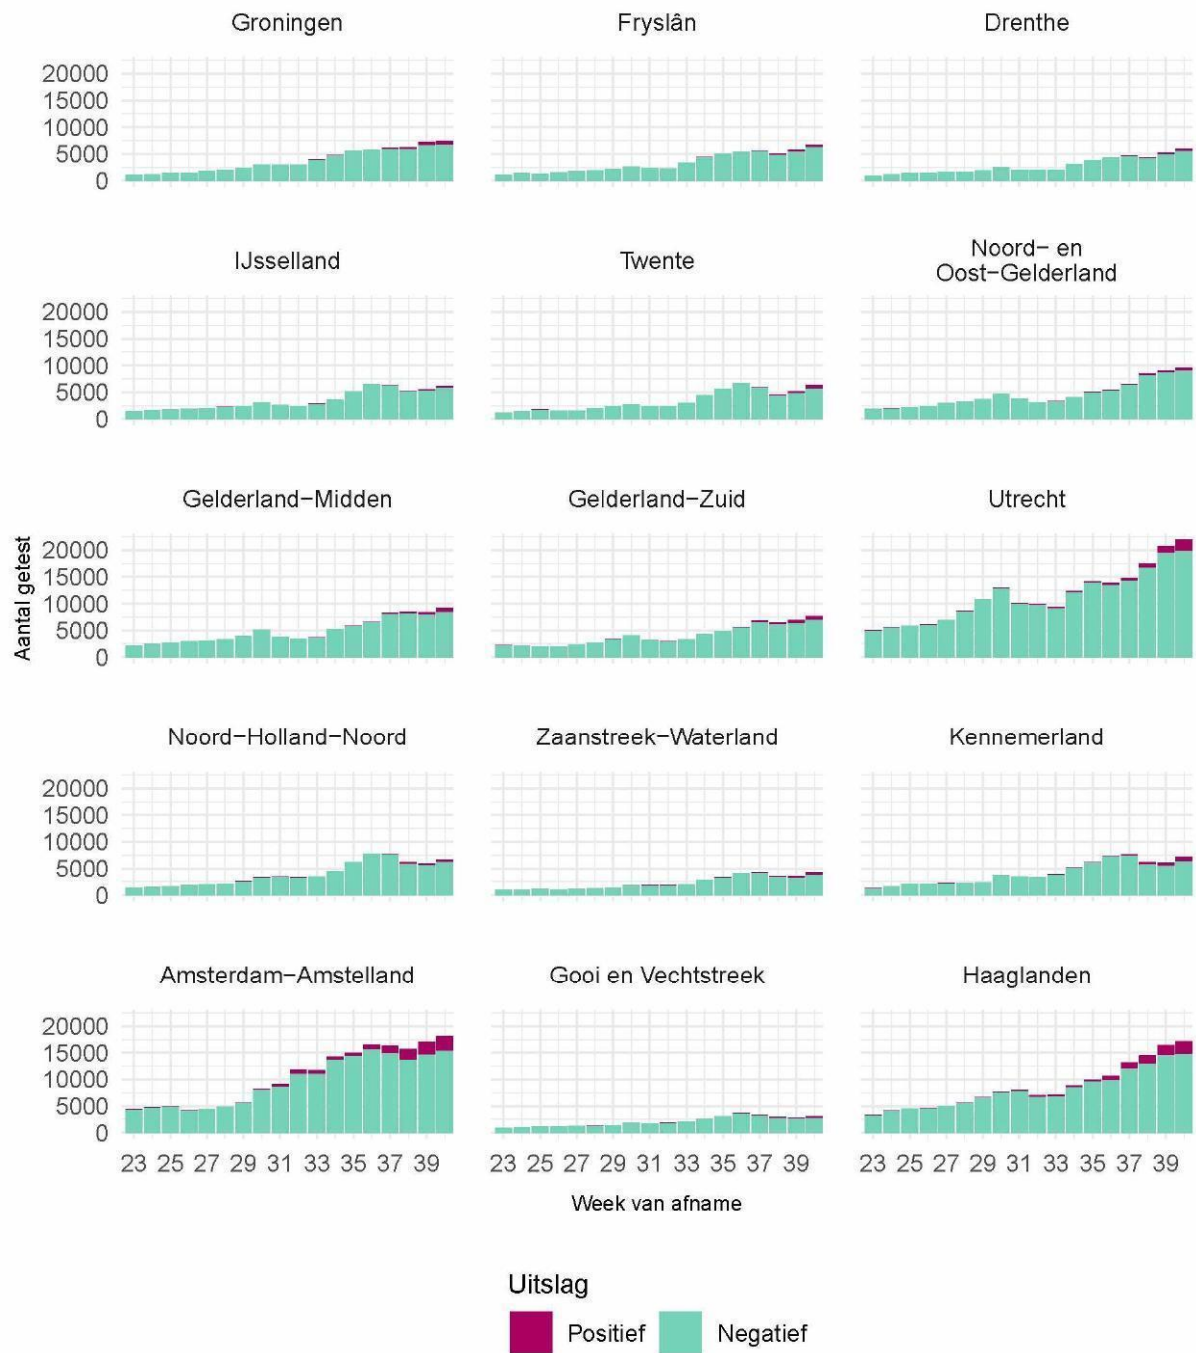 Groningen Fryslân Drenthe
20000
15000
10000
5000
0
IJsselland Twente Noord- en
Oost-Gelderland
20000
15000
10000
5000
0
Gelderland-Midden Gelderland-Zuid Utrecht
Aantal getest
20000
15000
10000
5000
0
Noord-Holland-Noord Zaanstreek-Waterland Kennemerland
20000
15000
10000
5000
0
Amsterdam-Amstelland Gooi en Vechtstreek Haaglanden
20000
15000
10000
5000
0
23 25 27 29 31 33 35 37 39 23 25 27 29 31 33 35 37 39 23 25 27 29 31 33 35 37 39
Week van afname
Uitslag
Positief Negatief